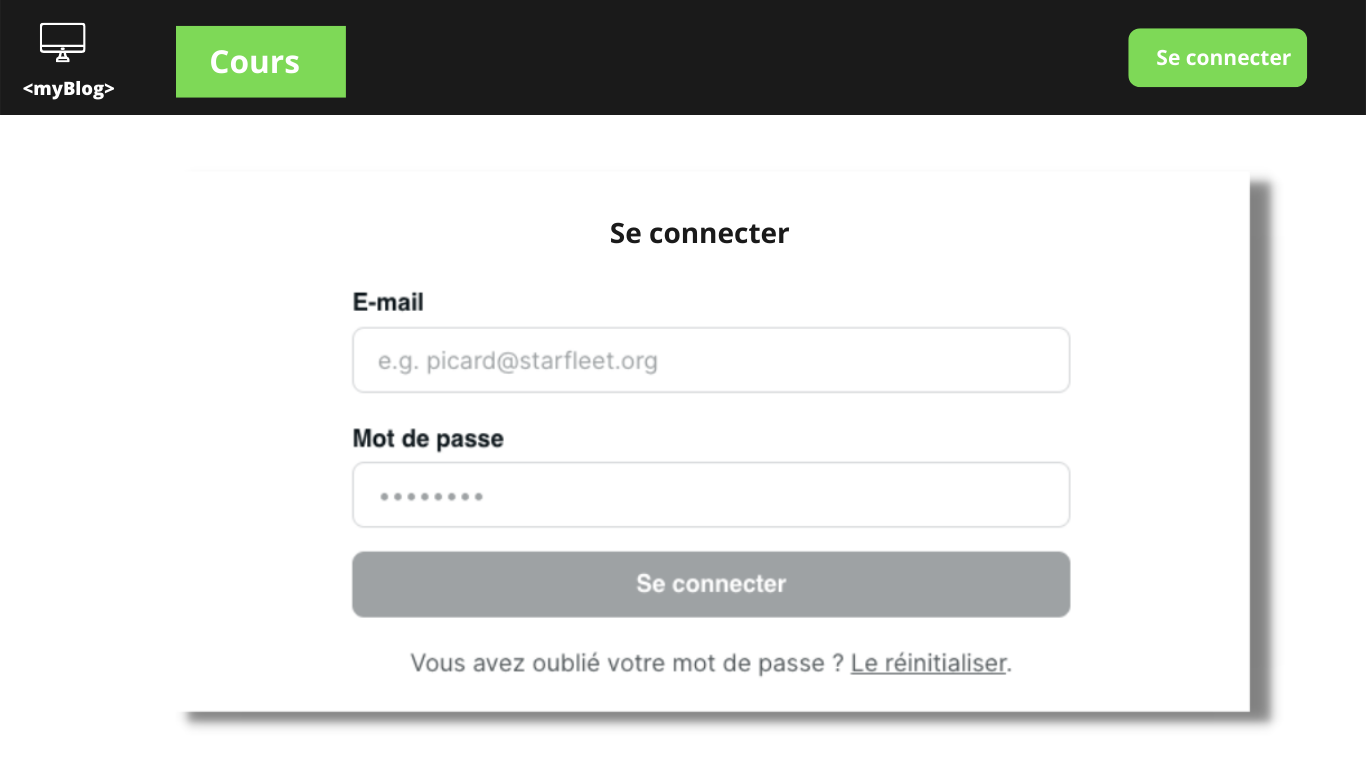 <myBlog>
Cours
Se connecter
Se connecter
E-mail
e.g. picard@starfleet.org
Mot de passe
••••••••
Se connecter
Vous avez oublié votre mot de passe ? Le réinitialiser.